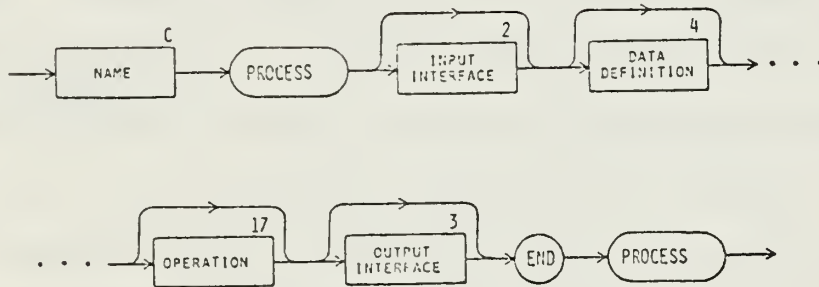 C
NAME
PROCESS
2
INPUT
INTERFACE
4
DATA
DEFINITION
17
OPERATION
3
OUTPUT
INTERFACE
END
PROCESS